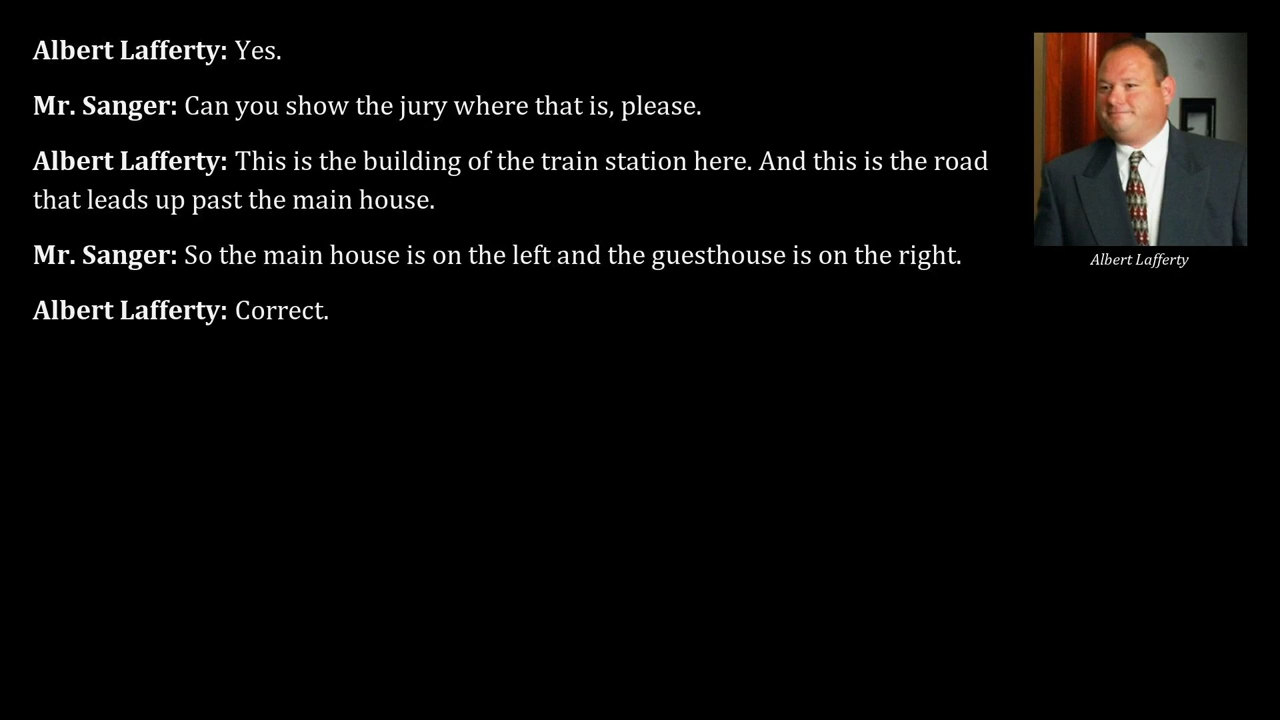 Albert Lafferty: Yes.
Mr. Sanger: Can you show the jury where that is, please.
Albert Lafferty: This is the building of the train station here. And this is the road
that leads up past the main house.
Mr. Sanger: So the main house is on the left and the guesthouse is on the right.
Albert Lafferty: Correct.
Albert Lafferty